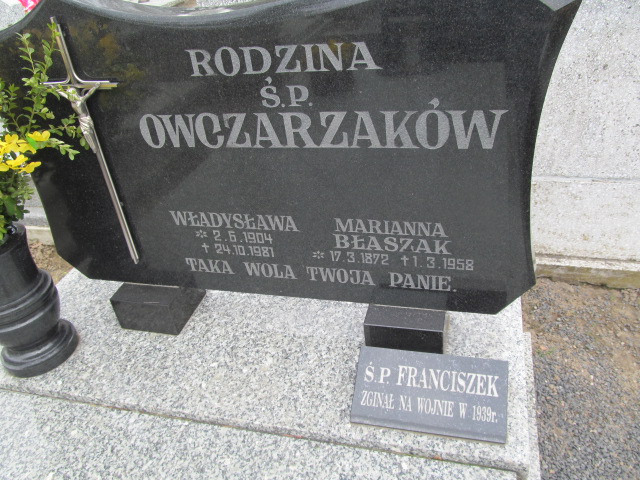 RODZINA
Ś.P.
OWCZARZAKÓW
WŁADYSŁAWA
* 2.6.1904
+ 24.10.1981
MARIANNA
BŁASZAK
* 17.3.1872 + 1.3.1958
TAKA WOLA TWOJA PANIE.
Ś.P. FRANCISZEK
ZGINĄŁ NA WOJNIE W 1939r.